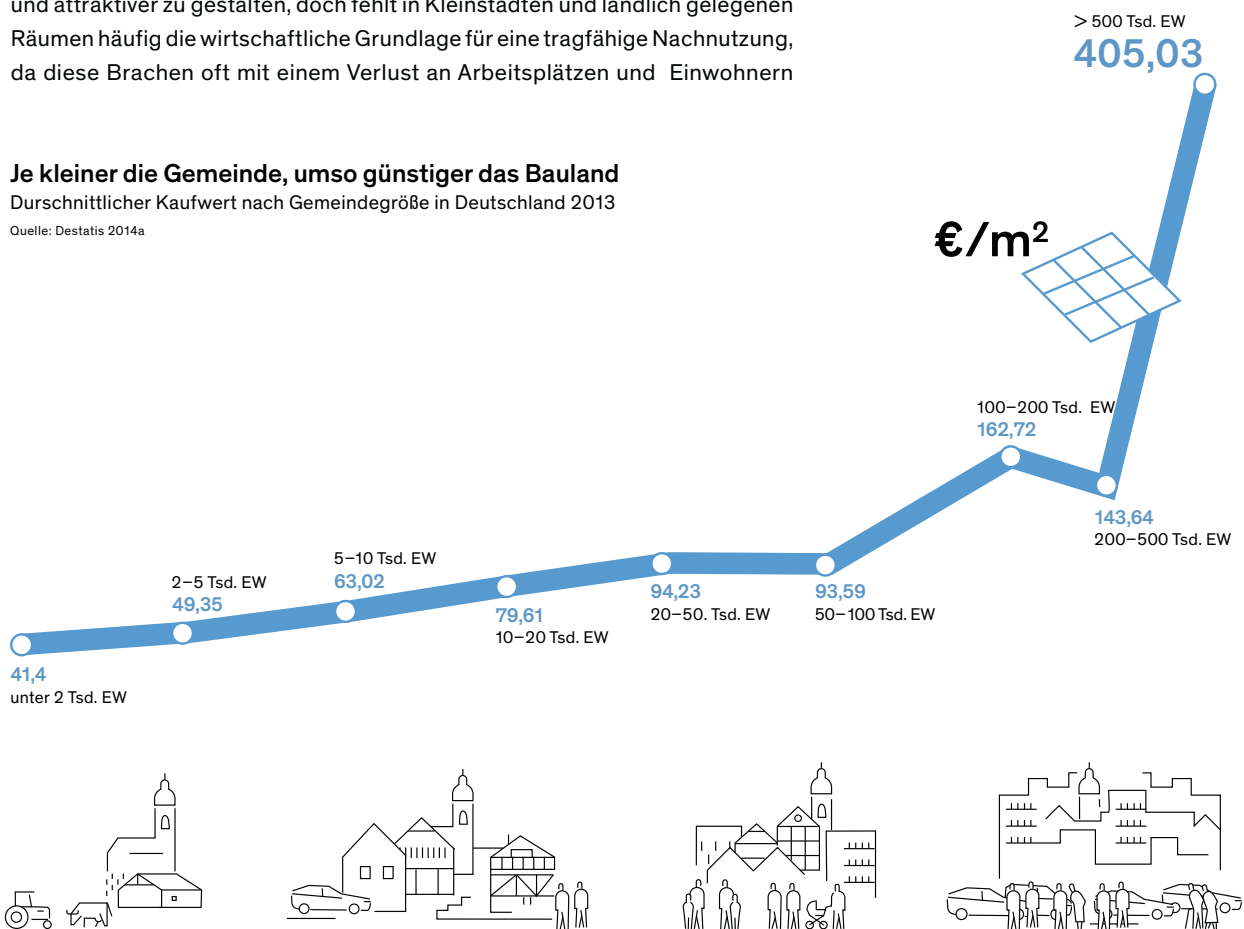 und attraktiver zu gestalten, doch fehlt in Kleinstädten und ländlich gelegenen
Räumen häufig die wirtschaftliche Grundlage für eine tragfähige Nachnutzung,
da diese Brachen oft mit einem Verlust an Arbeitsplätzen und Einwohnern
Je kleiner die Gemeinde, umso günstiger das Bauland
Durschnittlicher Kaufwert nach Gemeindegröße in Deutschland 2013
Quelle: Destatis 2014a
> 500 Tsd. EW
405,03
€/m²
100–200 Tsd. EW
162,72
143,64
200–500 Tsd. EW
5–10 Tsd. EW
63,02
2–5 Tsd. EW
49,35
79,61
10–20 Tsd. EW
94,23
20–50. Tsd. EW
93,59
50–100 Tsd. EW
41,4
unter 2 Tsd. EW